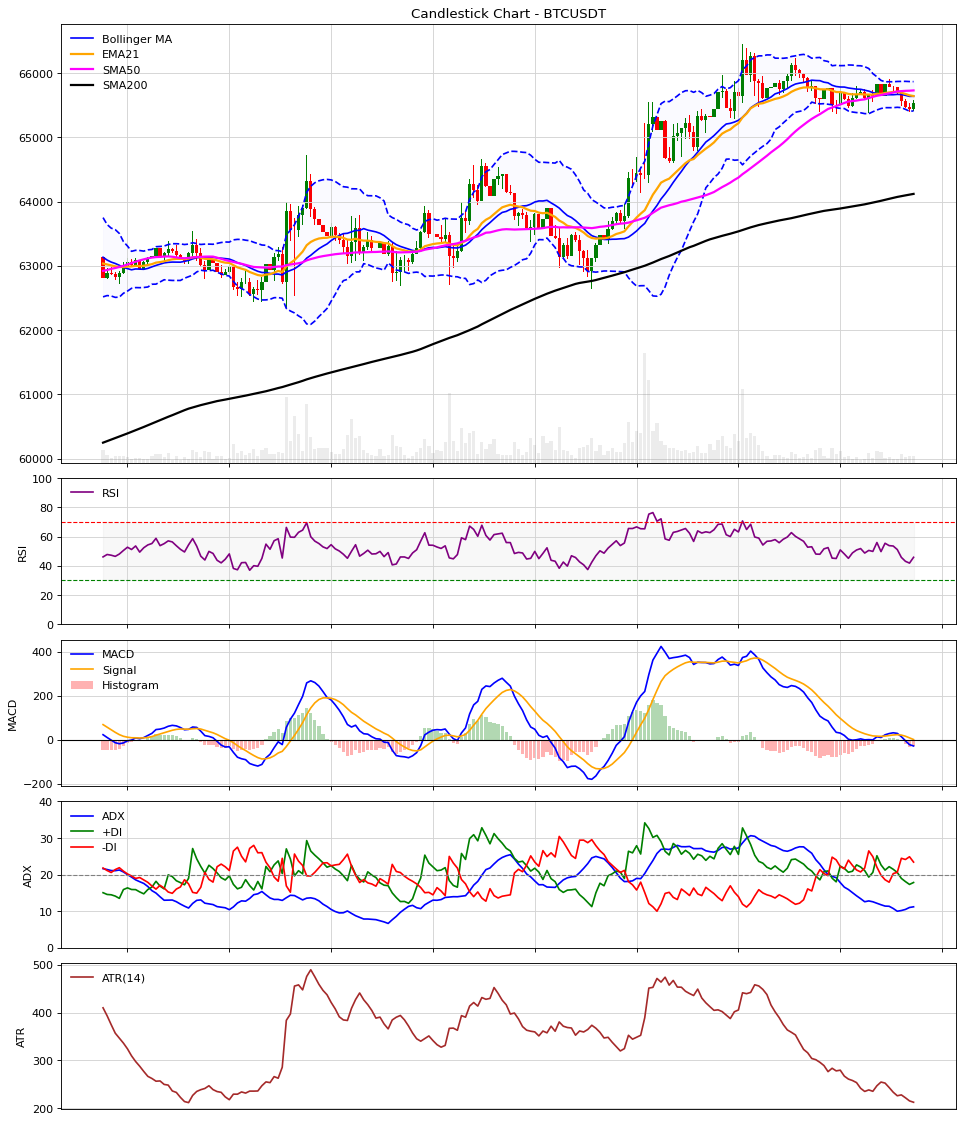 Candlestick Chart - BTCUSDT
Bollinger MA
EMA21
SMA50
SMA200
66000
65000
64000
63000
62000
61000
60000
RSI
RSI
100
80
60
40
20
0
MACD
Signal
Histogram
MACD
400
200
0
−200
ADX
+DI
-DI
ADX
40
30
20
10
0
ATR(14)
ATR
500
400
300
200